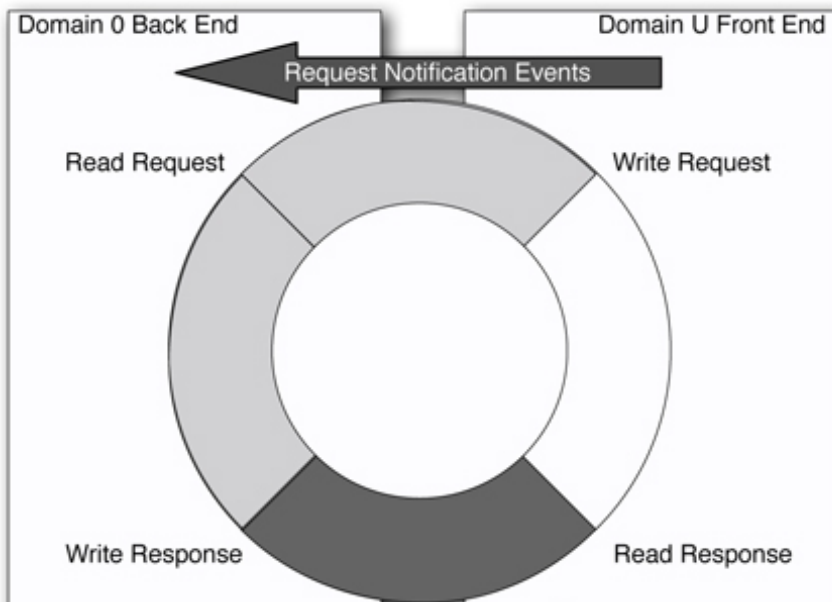 Domain 0 Back End
Domain U Front End
Request Notification Events
Read Request
Write Request
Write Response
Read Response